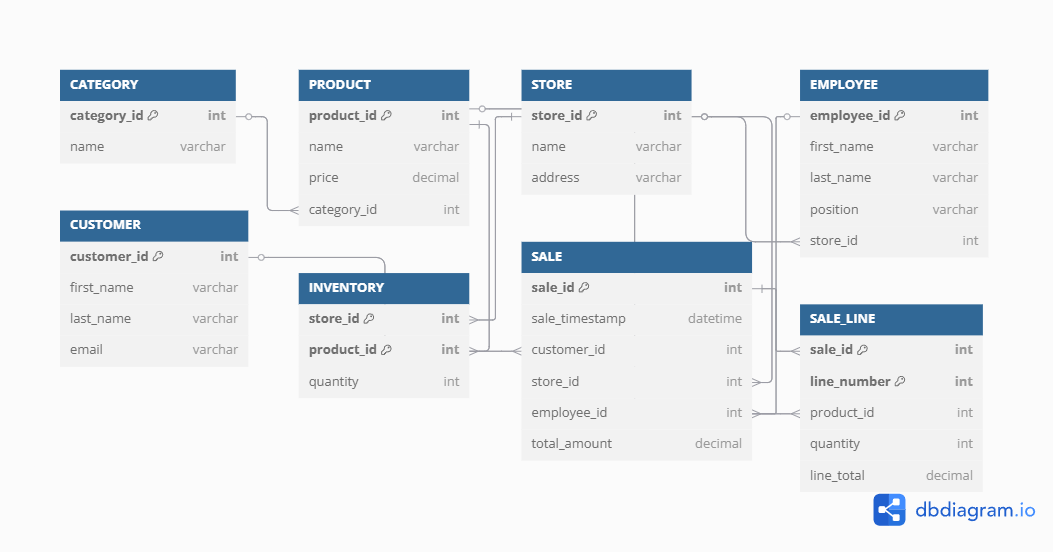 CATEGORY
category_id int
name varchar
PRODUCT
product_id int
name varchar
price decimal
category_id int
STORE
store_id int
name varchar
address varchar
EMPLOYEE
employee_id int
first_name varchar
last_name varchar
position varchar
store_id int
CUSTOMER
customer_id int
first_name varchar
last_name varchar
email varchar
INVENTORY
store_id int
product_id int
quantity int
SALE
sale_id int
sale_timestamp datetime
customer_id int
store_id int
employee_id int
total_amount decimal
SALE_LINE
sale_id int
line_number int
product_id int
quantity int
line_total decimal
dbdiagram.io